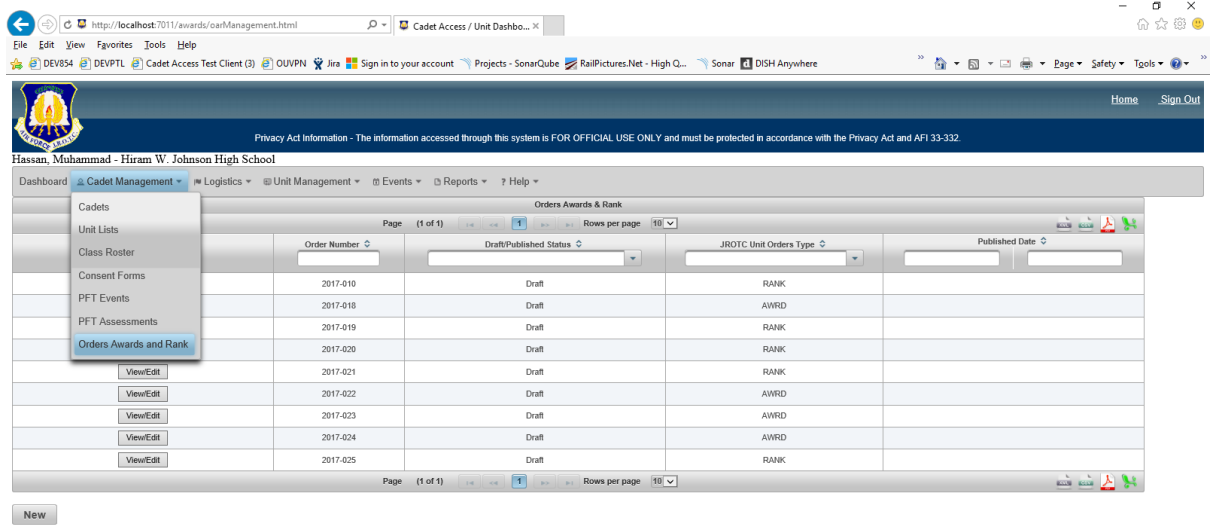 http://localhost:7011/awards/oarManagement.html Cadet Access / Unit Dashbo...
File Edit View Favorites Tools Help
DEV854 DEVPTL Cadet Access Test Client (3) OUVPN Jira Sign in to your account Projects - SonarQube RailPictures.Net - High Q... Sonar DISH Anywhere Page Safety Tools
Home Sign Out
Privacy Act Information - The information accessed through this system is FOR OFFICIAL USE ONLY and must be protected in accordance with the Privacy Act and AFI 33-332.
Hassan, Muhammad - Hiram W. Johnson High School
Dashboard Cadet Management Logistics Unit Management Events Reports ? Help
Orders Awards & Rank
Page (1 of 1) 1 Rows per page 10
Order Number Draft/Published Status JROTC Unit Orders Type Published Date
Cadets
Unit Lists
Class Roster
Consent Forms
PFT Events
PFT Assessments
Orders Awards and Rank
2017-010 Draft RANK
2017-018 Draft AWRD
2017-019 Draft RANK
2017-020 Draft RANK
View/Edit 2017-021 Draft RANK
View/Edit 2017-022 Draft AWRD
View/Edit 2017-023 Draft AWRD
View/Edit 2017-024 Draft AWRD
View/Edit 2017-025 Draft RANK
Page (1 of 1) 1 Rows per page 10
New